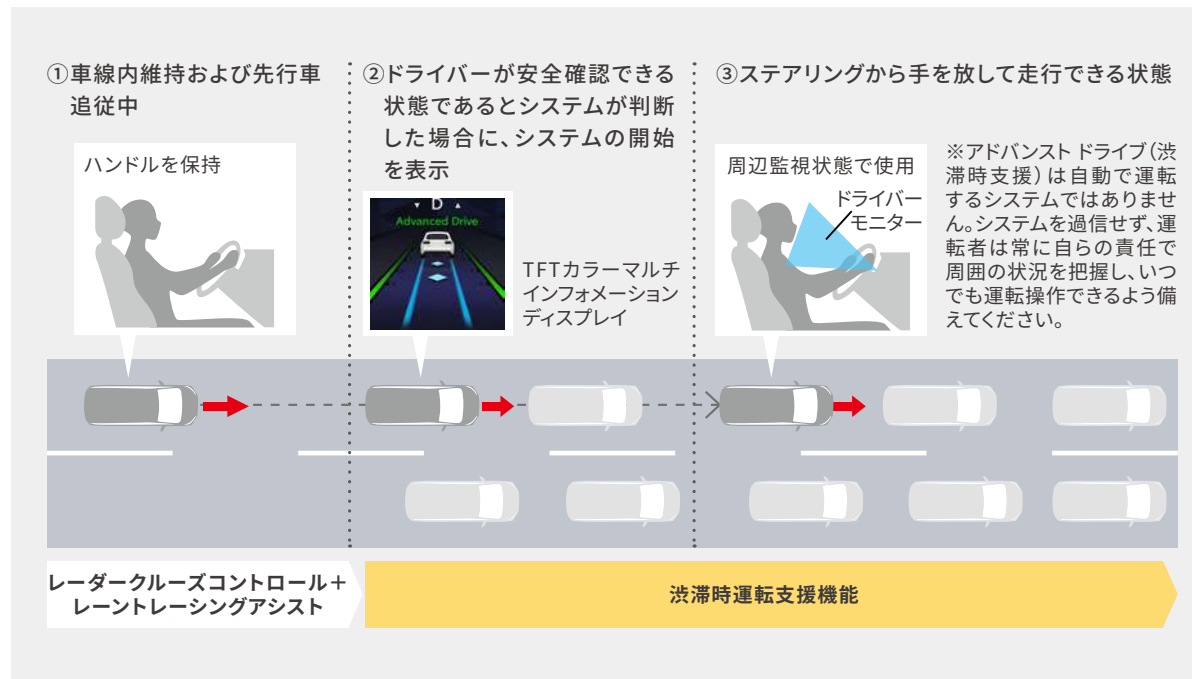 ①車線内維持および先行車
追従中
ハンドルを保持
②ドライバーが安全確認できる
状態であるとシステムが判断
した場合に、システムの開始
を表示
D
Advanced Drive
TFTカラーマルチ
インフォメーション
ディスプレイ
③ステアリングから手を放して走行できる状態
周辺監視状態で使用
ドライバー
モニター
※アドバンスト ドライブ(渋
滞時支援)は自動で運転
するシステムではありませ
ん。システムを過信せず、運
転者は常に自らの責任で
周囲の状況を把握し、いつ
でも運転操作できるよう備
えてください。
レーダークルーズコントロール＋
レーントレーシングアシスト
渋滞時運転支援機能